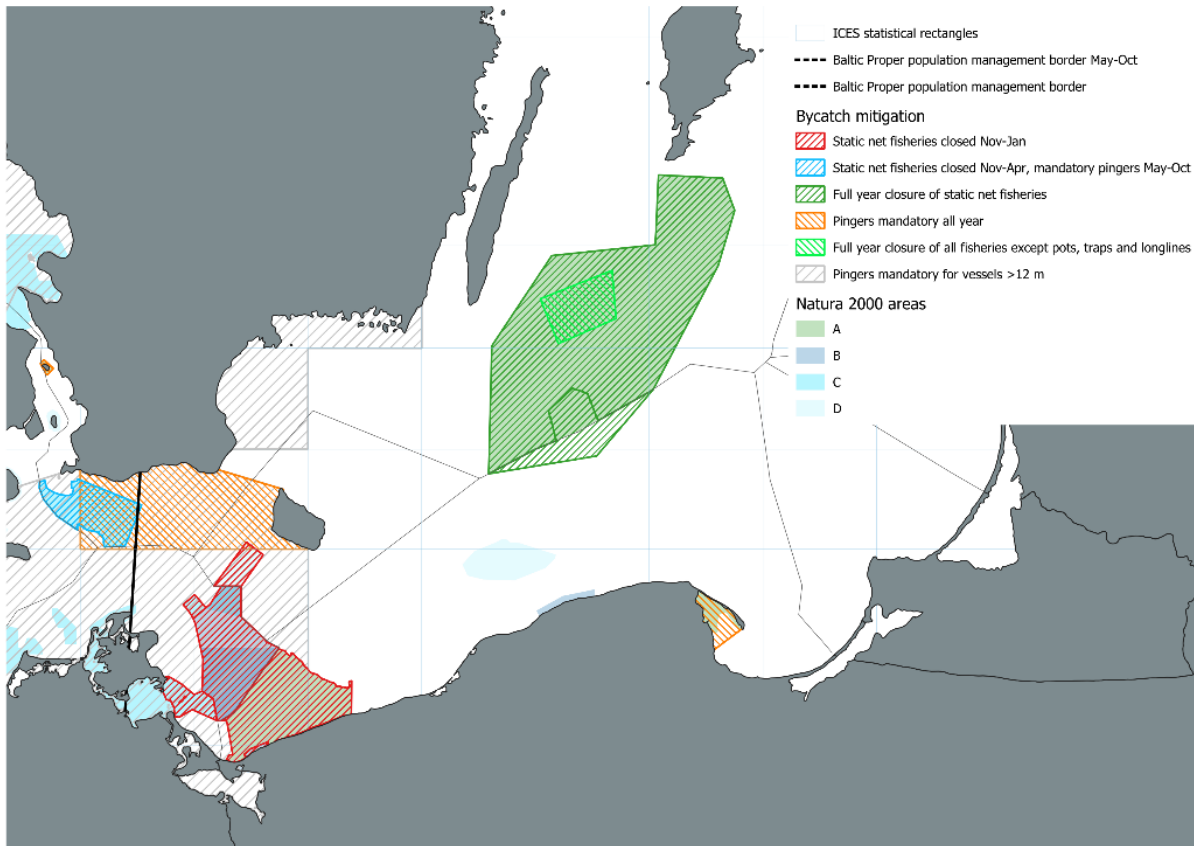 ICES statistical rectangles
Baltic Proper population management border May-Oct
Baltic Proper population management border
Bycatch mitigation
Static net fisheries closed Nov-Jan
Static net fisheries closed Nov-Apr, mandatory pingers May-Oct
Full year closure of static net fisheries
Pingers mandatory all year
Full year closure of all fisheries except pots, traps and longlines
Pingers mandatory for vessels >12 m
Natura 2000 areas
A
B
C
D